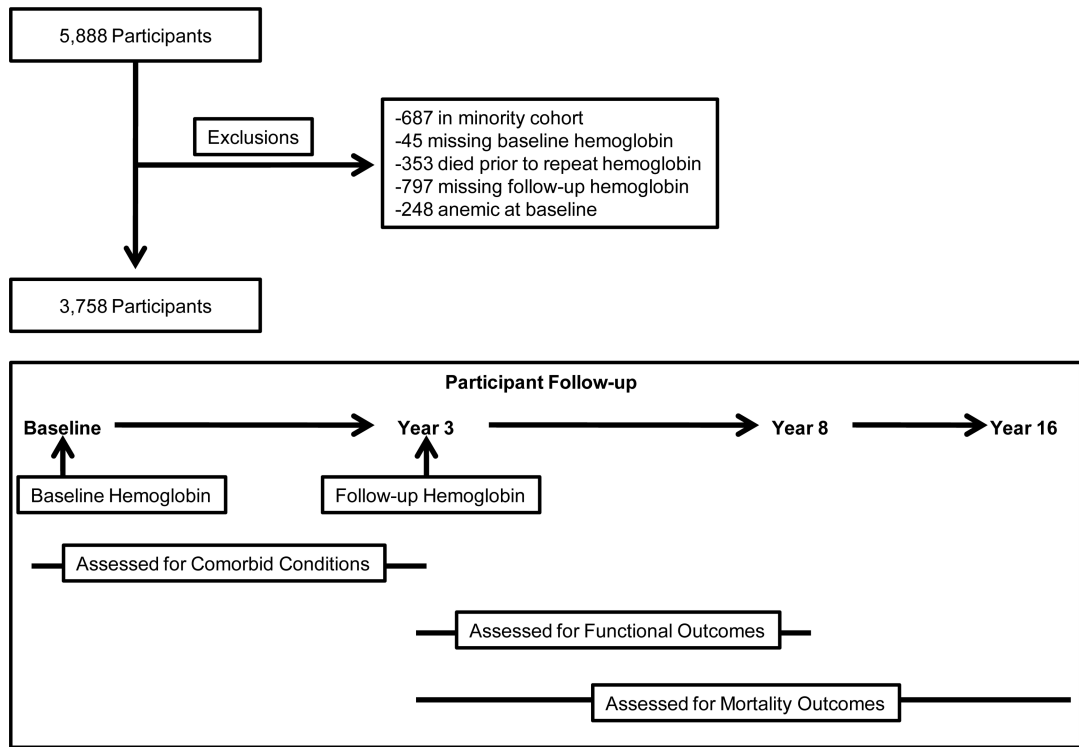 5,888 Participants
Exclusions
-687 in minority cohort
-45 missing baseline hemoglobin
-353 died prior to repeat hemoglobin
-797 missing follow-up hemoglobin
-248 anemic at baseline
3,758 Participants
Participant Follow-up
Baseline Year 3 Year 8 Year 16
Baseline Hemoglobin Follow-up Hemoglobin
Assessed for Comorbid Conditions
Assessed for Functional Outcomes
Assessed for Mortality Outcomes